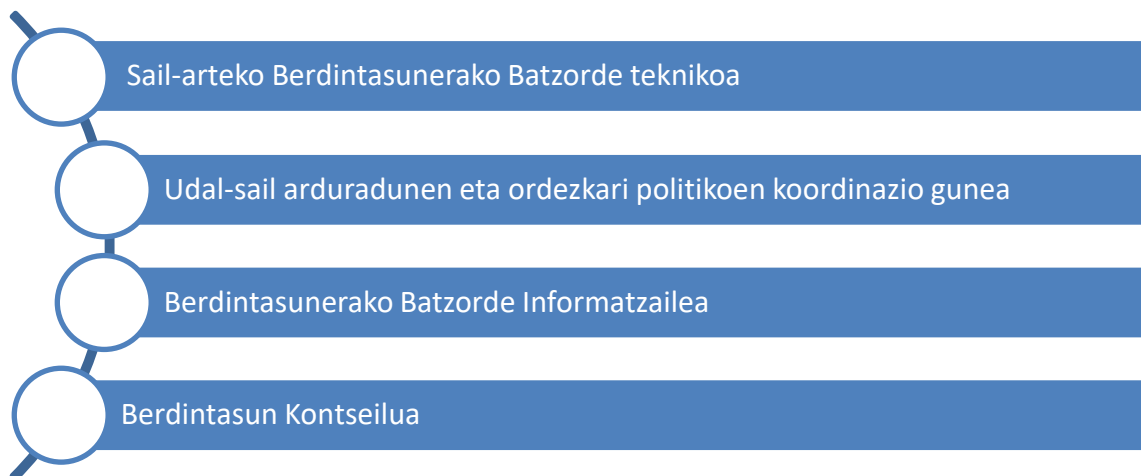 Sail-arteko Berdintasunerako Batzorde teknikoa
Udal-sail arduradunen eta ordezkari politikoen koordinazio gunea
Berdintasunerako Batzorde Informatzailea
Berdintasun Kontseilua